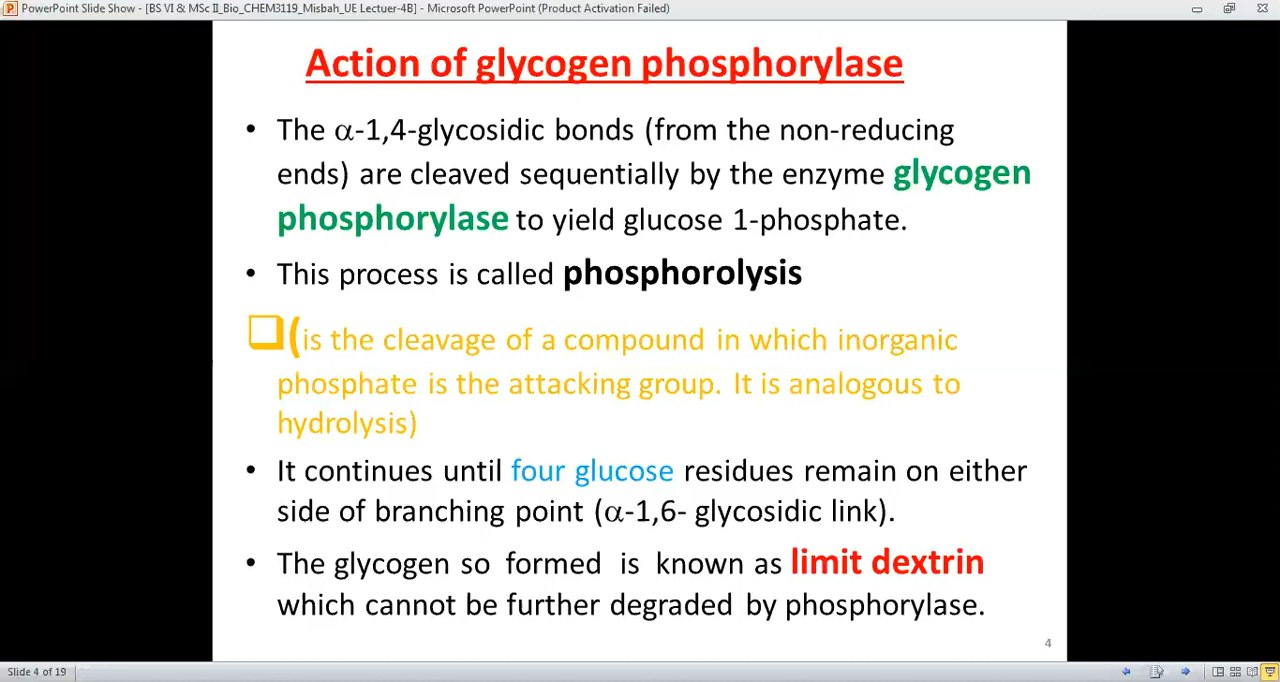 PowerPoint Slide Show - [BS VI & MSc II_Bio_CHEM3119_Misbah_UE Lectuer-4B] - Microsoft PowerPoint (Product Activation Failed)
Action of glycogen phosphorylase
• The α-1,4-glycosidic bonds (from the non-reducing
ends) are cleaved sequentially by the enzyme glycogen
phosphorylase to yield glucose 1-phosphate.
• This process is called phosphorolysis
❑(is the cleavage of a compound in which inorganic
phosphate is the attacking group. It is analogous to
hydrolysis)
• It continues until four glucose residues remain on either
side of branching point (α-1,6- glycosidic link).
• The glycogen so formed is known as limit dextrin
which cannot be further degraded by phosphorylase.
4
Slide 4 of 19